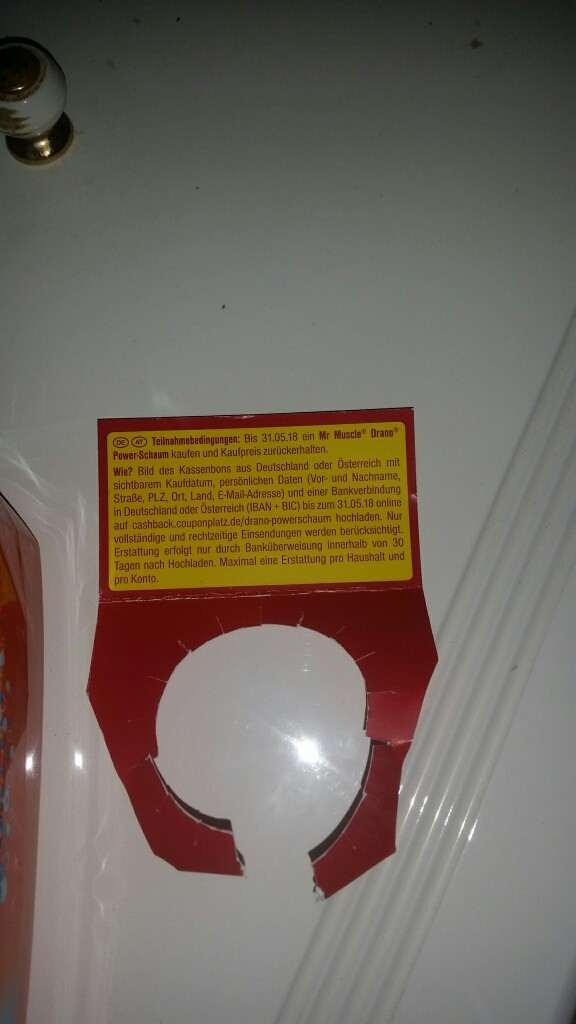 DE AT Teilnahmebedingungen: Bis 31.05.18 ein Mr Muscle® Drano®
Power-Schaum kaufen und Kaufpreis zurückerhalten.
Wie? Bild des Kassenbons aus Deutschland oder Österreich mit
sichtbarem Kaufdatum, persönlichen Daten (Vor- und Nachname,
Straße, PLZ, Ort, Land, E-Mail-Adresse) und einer Bankverbindung
in Deutschland oder Österreich (IBAN + BIC) bis zum 31.05.18 online
auf cashback.couponplatz.de/drano-powerschaum hochladen. Nur
vollständige und rechtzeitige Einsendungen werden berücksichtigt.
Erstattung erfolgt nur durch Banküberweisung innerhalb von 30
Tagen nach Hochladen. Maximal eine Erstattung pro Haushalt und
pro Konto.